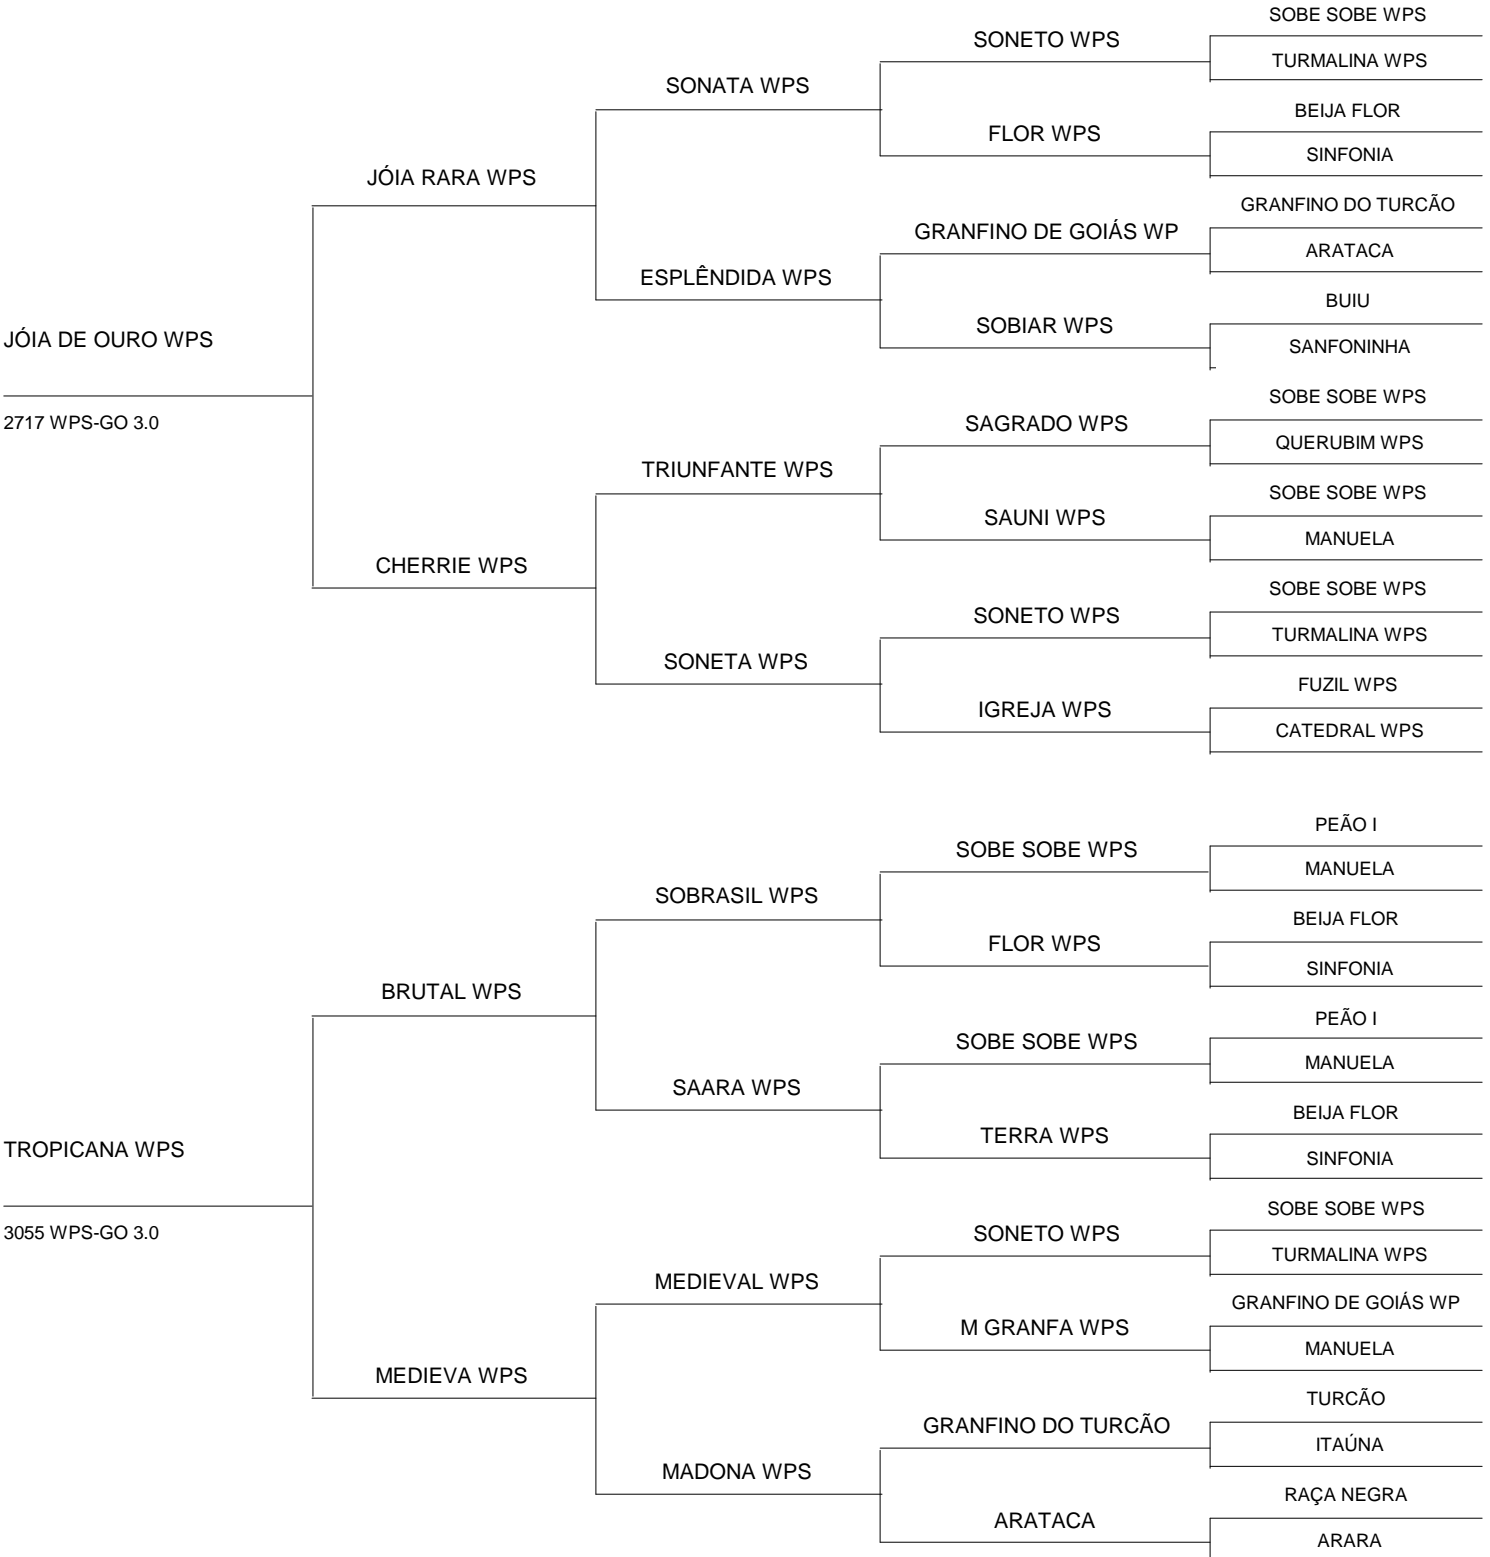 SOBE SOBE WPS
SONETO WPS
TURMALINA WPS
SONATA WPS
BEIJA FLOR
FLOR WPS
SINFONIA
JÓIA RARA WPS
GRANFINO DO TURCÃO
GRANFINO DE GOIÁS WP
ARATACA
ESPLÊNDIDA WPS
BUIU
SOBIAR WPS
SANFONINHA
JÓIA DE OURO WPS
2717 WPS-GO 3.0
SOBE SOBE WPS
SAGRADO WPS
QUERUBIM WPS
TRIUNFANTE WPS
SOBE SOBE WPS
SAUNI WPS
MANUELA
CHERRIE WPS
SOBE SOBE WPS
SONETO WPS
TURMALINA WPS
SONETA WPS
FUZIL WPS
IGREJA WPS
CATEDRAL WPS
PEÃO I
SOBE SOBE WPS
MANUELA
SOBRASIL WPS
BEIJA FLOR
FLOR WPS
SINFONIA
BRUTAL WPS
PEÃO I
SOBE SOBE WPS
MANUELA
SAARA WPS
BEIJA FLOR
TERRA WPS
SINFONIA
TROPICANA WPS
3055 WPS-GO 3.0
SOBE SOBE WPS
SONETO WPS
TURMALINA WPS
MEDIEVAL WPS
GRANFINO DE GOIÁS WP
M GRANFA WPS
MANUELA
MEDIEVA WPS
TURCÃO
GRANFINO DO TURCÃO
ITAÚNA
MADONA WPS
RAÇA NEGRA
ARATACA
ARARA